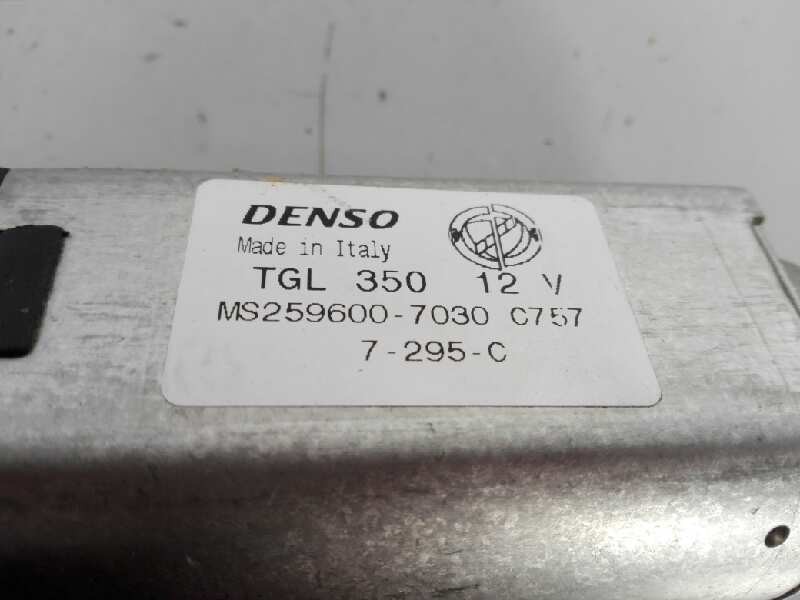 DENSO
Made in Italy
TGL 350 12 V
MS259600-7030 C757
7-295-C